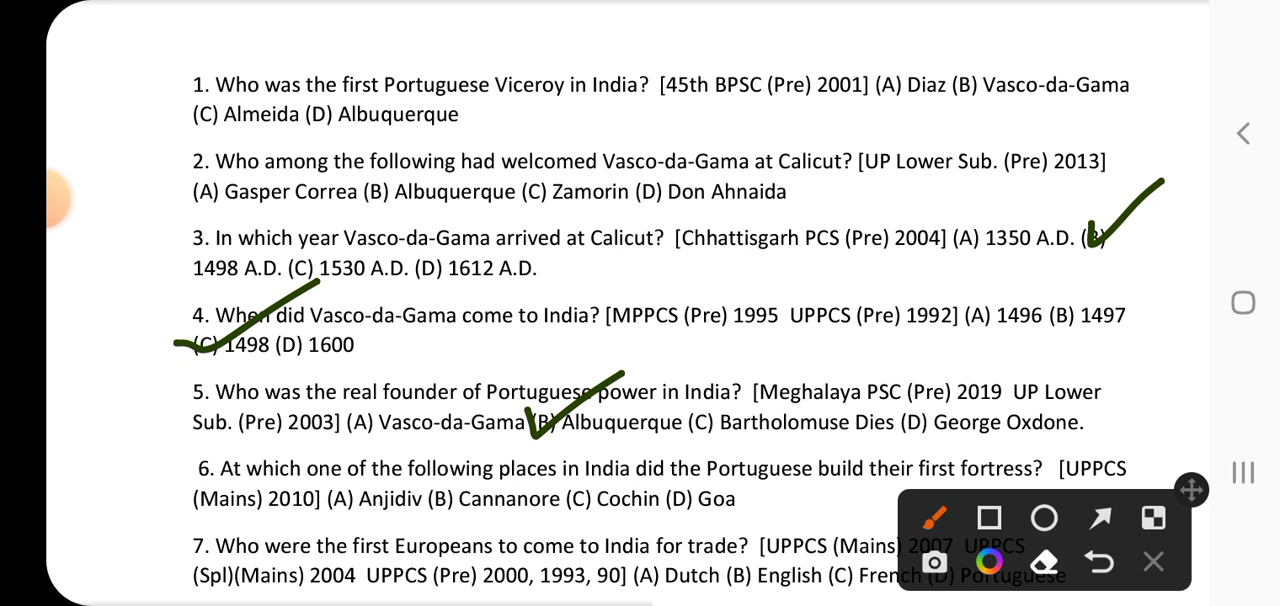 1. Who was the first Portuguese Viceroy in India? [45th BPSC (Pre) 2001] (A) Diaz (B) Vasco-da-Gama
(C) Almeida (D) Albuquerque
2. Who among the following had welcomed Vasco-da-Gama at Calicut? [UP Lower Sub. (Pre) 2013]
(A) Gasper Correa (B) Albuquerque (C) Zamorin (D) Don Ahnaida
3. In which year Vasco-da-Gama arrived at Calicut? [Chhattisgarh PCS (Pre) 2004] (A) 1350 A.D. (B)
1498 A.D. (C) 1530 A.D. (D) 1612 A.D.
4. When did Vasco-da-Gama come to India? [MPPCS (Pre) 1995 UPPCS (Pre) 1992] (A) 1496 (B) 1497
(C) 1498 (D) 1600
5. Who was the real founder of Portuguese power in India? [Meghalaya PSC (Pre) 2019 UP Lower
Sub. (Pre) 2003] (A) Vasco-da-Gama (B) Albuquerque (C) Bartholomuse Dies (D) George Oxdone.
6. At which one of the following places in India did the Portuguese build their first fortress? [UPPCS
(Mains) 2010] (A) Anjidiv (B) Cannanore (C) Cochin (D) Goa
7. Who were the first Europeans to come to India for trade? [UPPCS (Mains) 2007 UPPCS
(Spl)(Mains) 2004 UPPCS (Pre) 2000, 1993, 90] (A) Dutch (B) English (C) French (D) Portuguese